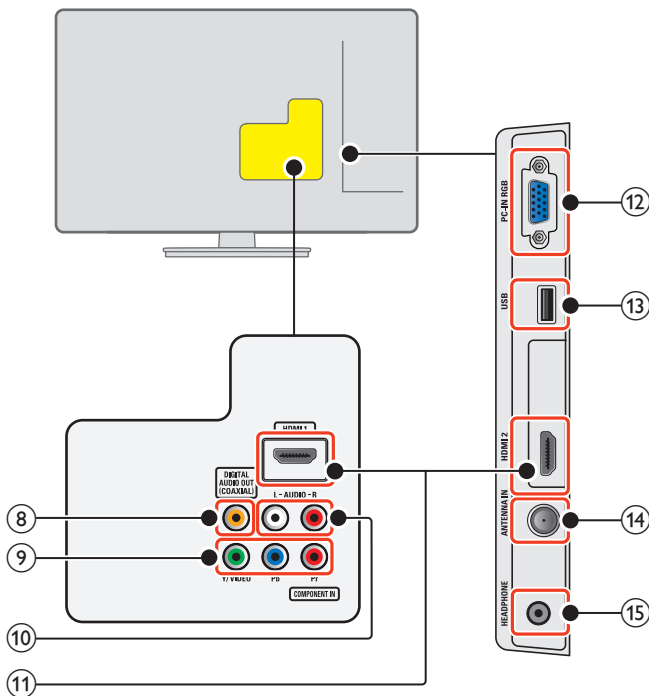 PC-IN RGB
⑫
USB
⑬
HDMI 1
HDMI 2
DIGITAL
AUDIO OUT
(COAXIAL)
L - AUDIO - R
⑧
ANTENNA IN
⑭
⑨
Y/ VIDEO Pb Pr
COMPONENT IN
HEADPHONE
⑮
⑩
⑪